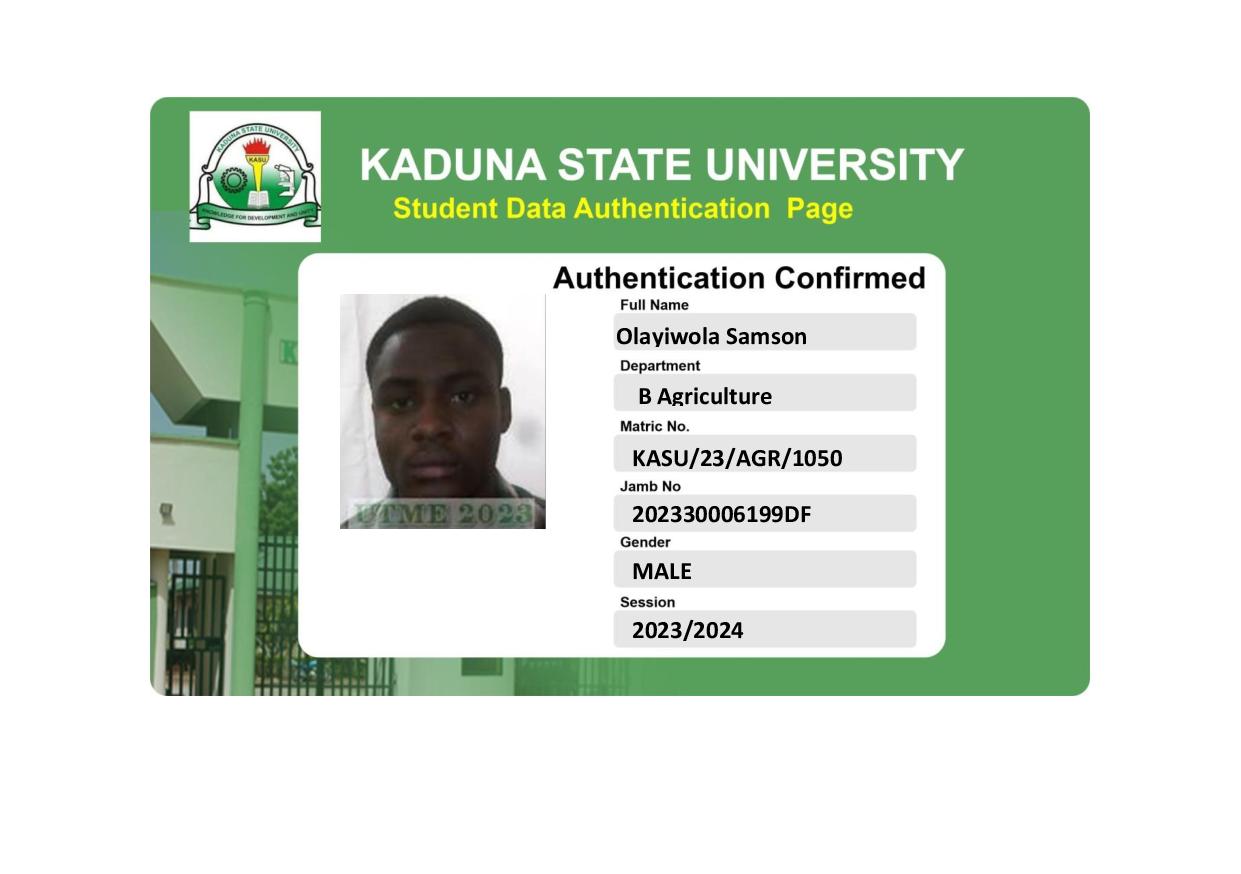 KADUNA STATE UNIVERSITY
KASU
KNOWLEDGE FOR DEVELOPMENT AND UNITY
KADUNA STATE UNIVERSITY
Student Data Authentication Page
Authentication Confirmed
Full Name
Olayiwola Samson
Department
B Agriculture
Matric No.
KASU/23/AGR/1050
Jamb No
202330006199DF
Gender
MALE
Session
2023/2024
UTME 2023
K